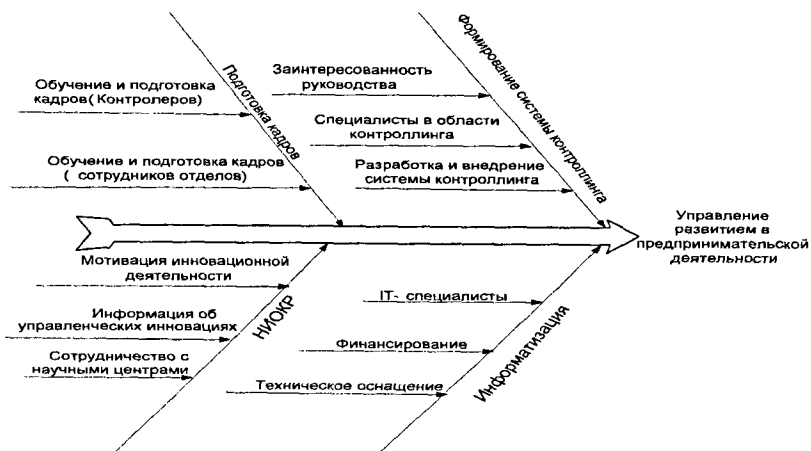 Обучение и подготовка
кадров( Контролеров)
Обучение и подготовка кадров
( сотрудников отделов)
Подготовка кадров
Заинтересованность
руководства
Специалисты в области
контроллинга
Разработка и внедрение
системы контроллинга
Формирование системы контроллинга
Управление
развитием в
предпринимательской
деятельности
Мотивация инновационной
деятельности
Информация об
управленческих инновациях
Сотрудничество с
научными центрами
НИОКР
IT- специалисты
Финансирование
Техническое оснащение
Информатизация